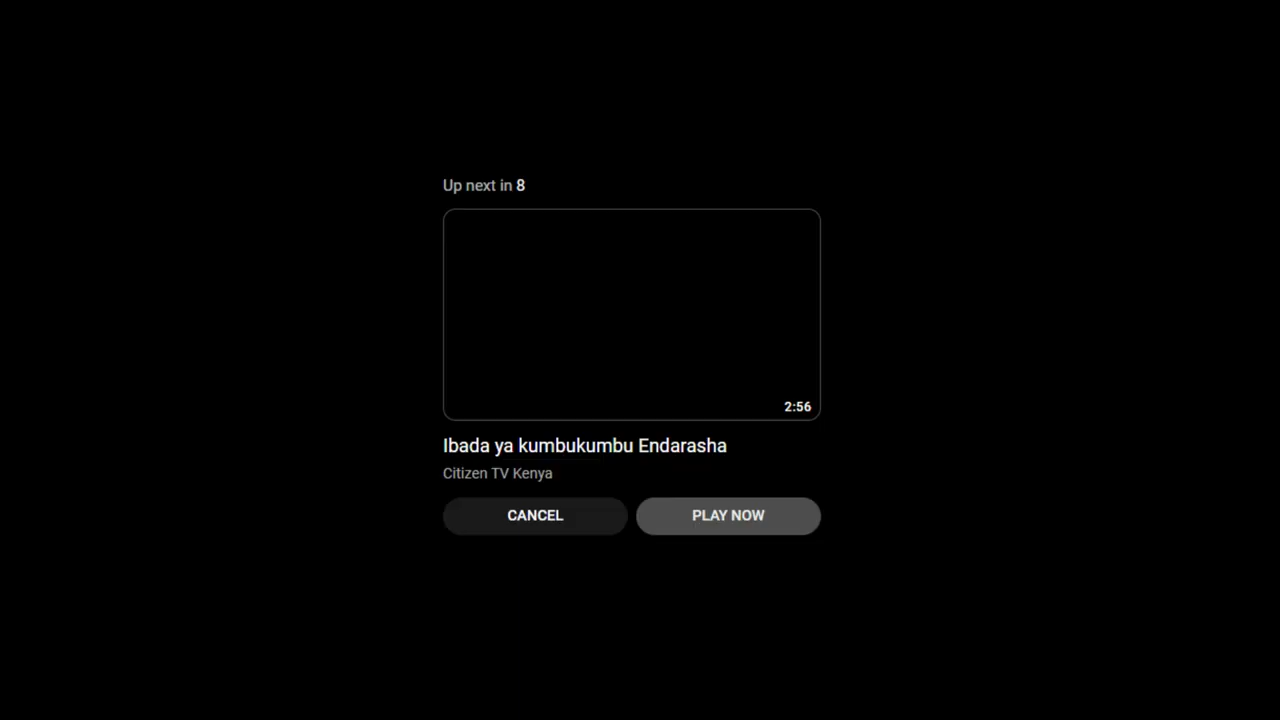 Up next in 8
2:56
Ibada ya kumbukumbu Endarasha
Citizen TV Kenya
CANCEL
PLAY NOW